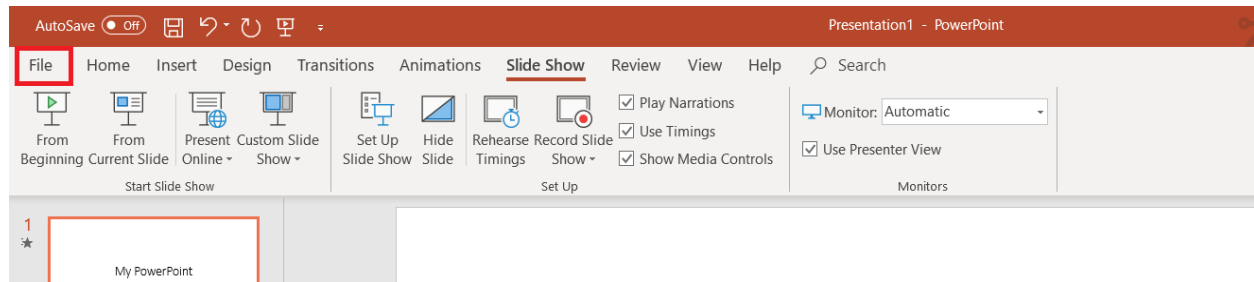 AutoSave Off Presentation1 - PowerPoint
File Home Insert Design Transitions Animations Slide Show Review View Help Search
From Beginning
From Current Slide
Present Online
Custom Slide Show
Start Slide Show
Set Up Slide Show
Hide Slide
Rehearse Timings
Record Slide Show
Play Narrations
Use Timings
Show Media Controls
Set Up
Monitor: Automatic
Use Presenter View
Monitors
1
My PowerPoint